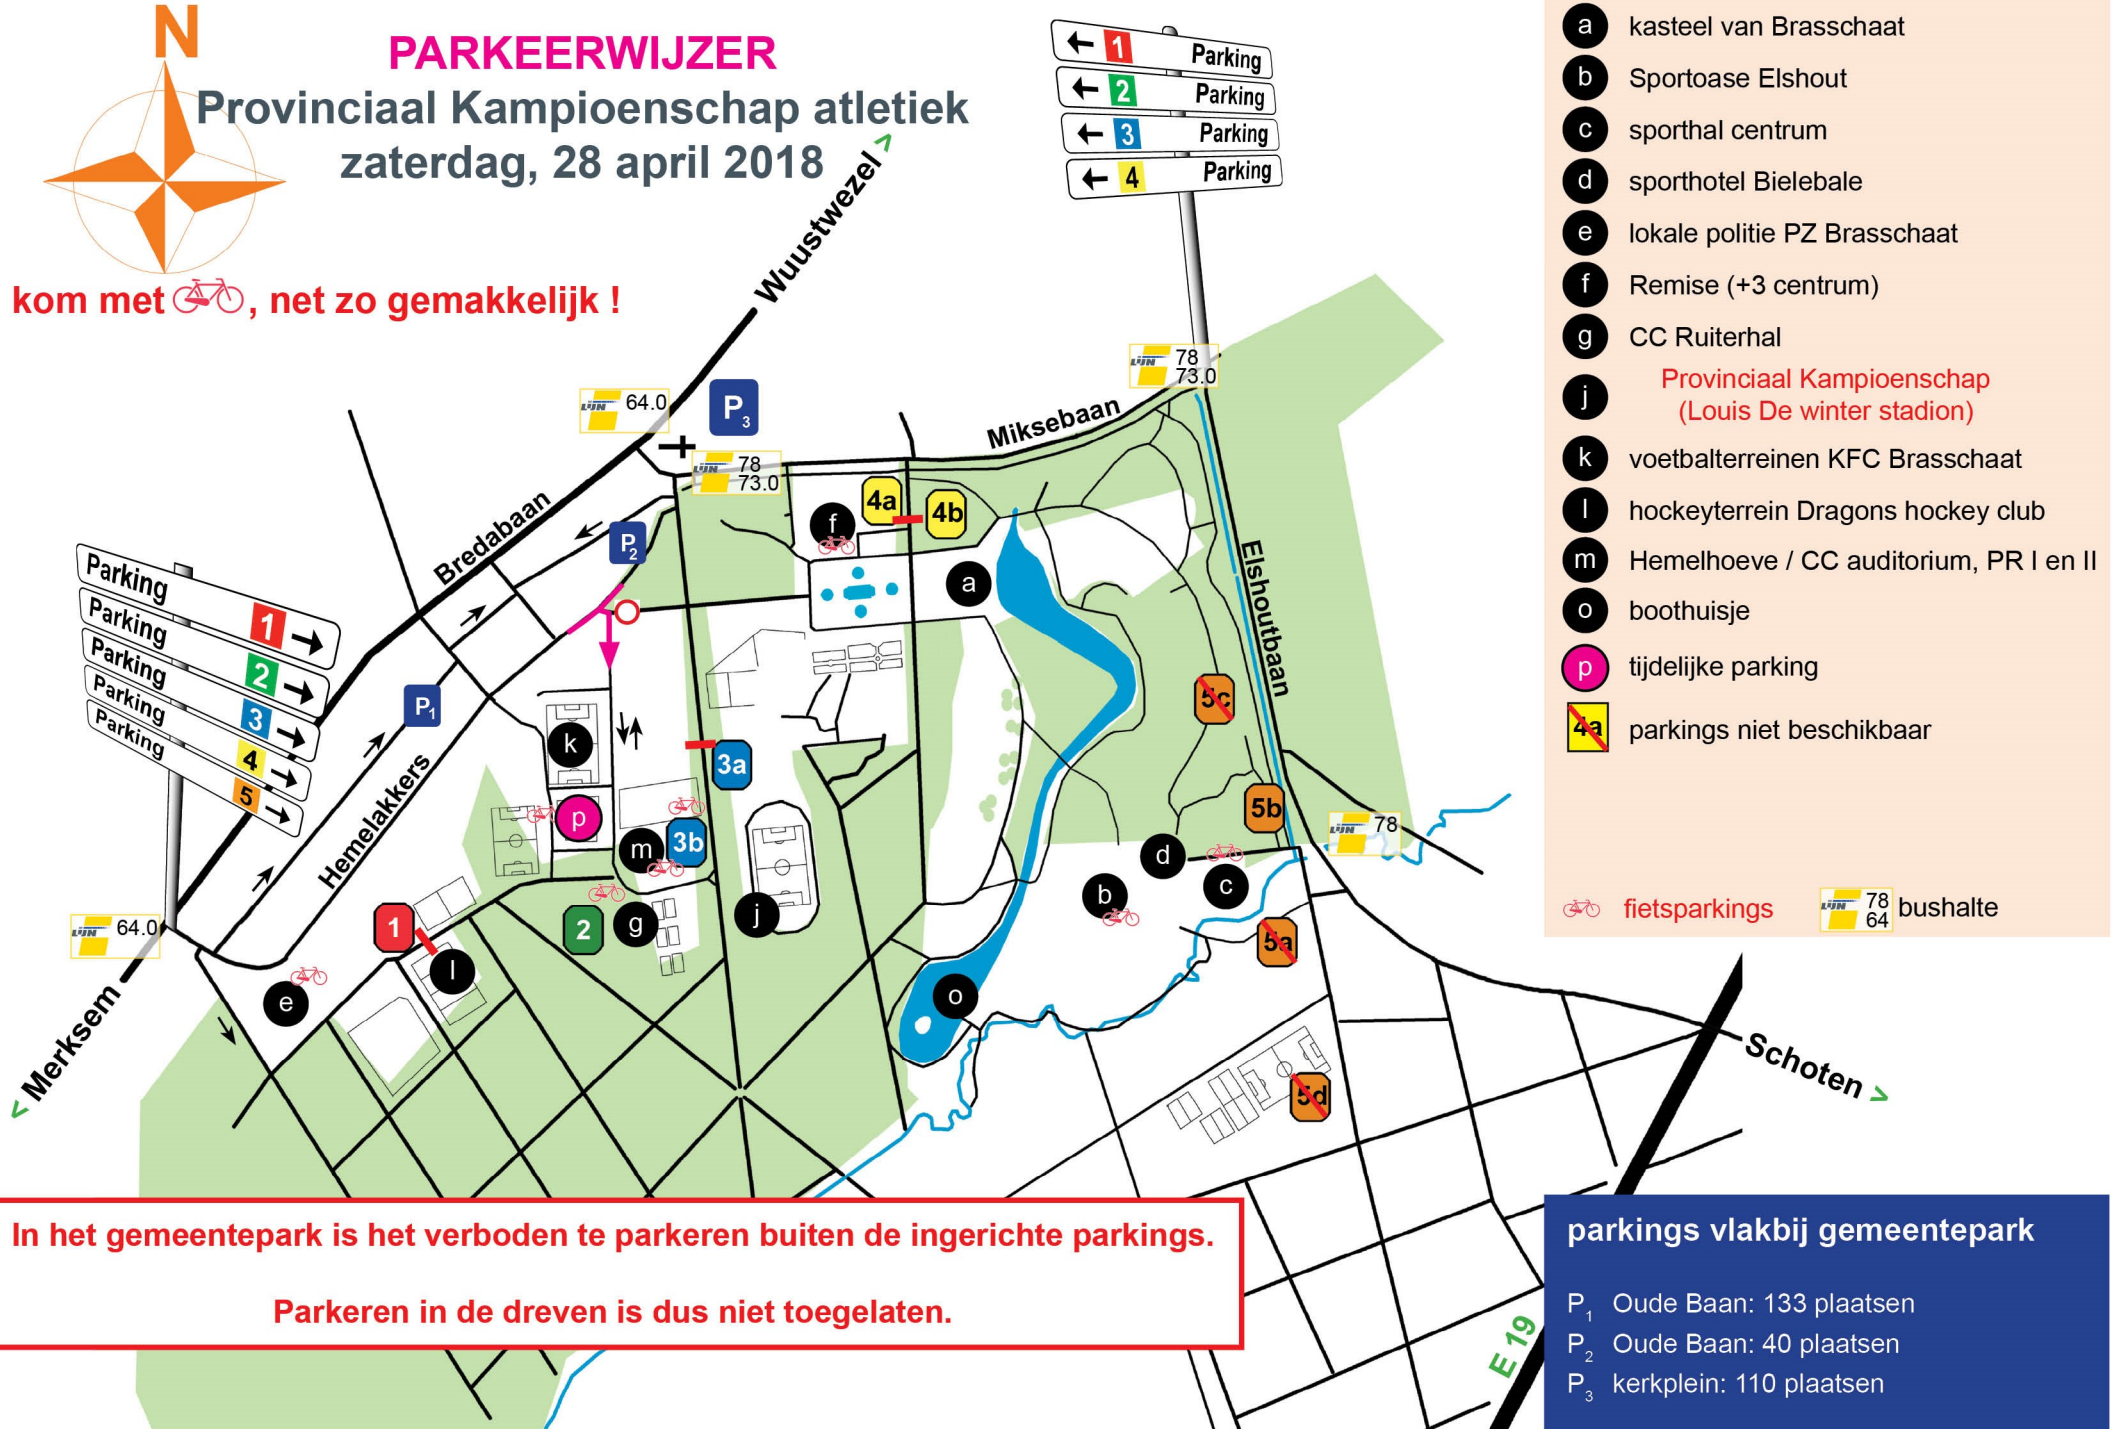 N
PARKEERWIJZER
Provinciaal Kampioenschap atletiek
zaterdag, 28 april 2018
kom met , net zo gemakkelijk !
1 Parking
2 Parking
3 Parking
4 Parking
Wuustwezel >
LIJN 78
73.0
LIJN 64.0
P3
Miksebaan
LIJN 78
73.0
Bredabaan
4a
4b
f
P2
a
Elshoutbaan
Parking 1
Parking 2
Parking 3
Parking 4
Parking 5
P1
5c
k
3a
Hemelakkers
p
5b
LIJN 78
m
3b
d
b
c
1
2
g
j
LIJN 64.0
5a
l
e
o
< Merksem
5d
Schoten >
E 19
a kasteel van Brasschaat
b Sportoase Elshout
c sporthal centrum
d sporthotel Bielebale
e lokale politie PZ Brasschaat
f Remise (+3 centrum)
g CC Ruiterhal
j Provinciaal Kampioenschap
(Louis De winter stadion)
k voetbalterreinen KFC Brasschaat
l hockeyterrein Dragons hockey club
m Hemelhoeve / CC auditorium, PR I en II
o boothuisje
p tijdelijke parking
4a parkings niet beschikbaar
fietsparkings
LIJN 78
64 bushalte
In het gemeentepark is het verboden te parkeren buiten de ingerichte parkings.
Parkeren in de dreven is dus niet toegelaten.
parkings vlakbij gemeentepark
P1 Oude Baan: 133 plaatsen
P2 Oude Baan: 40 plaatsen
P3 kerkplein: 110 plaatsen